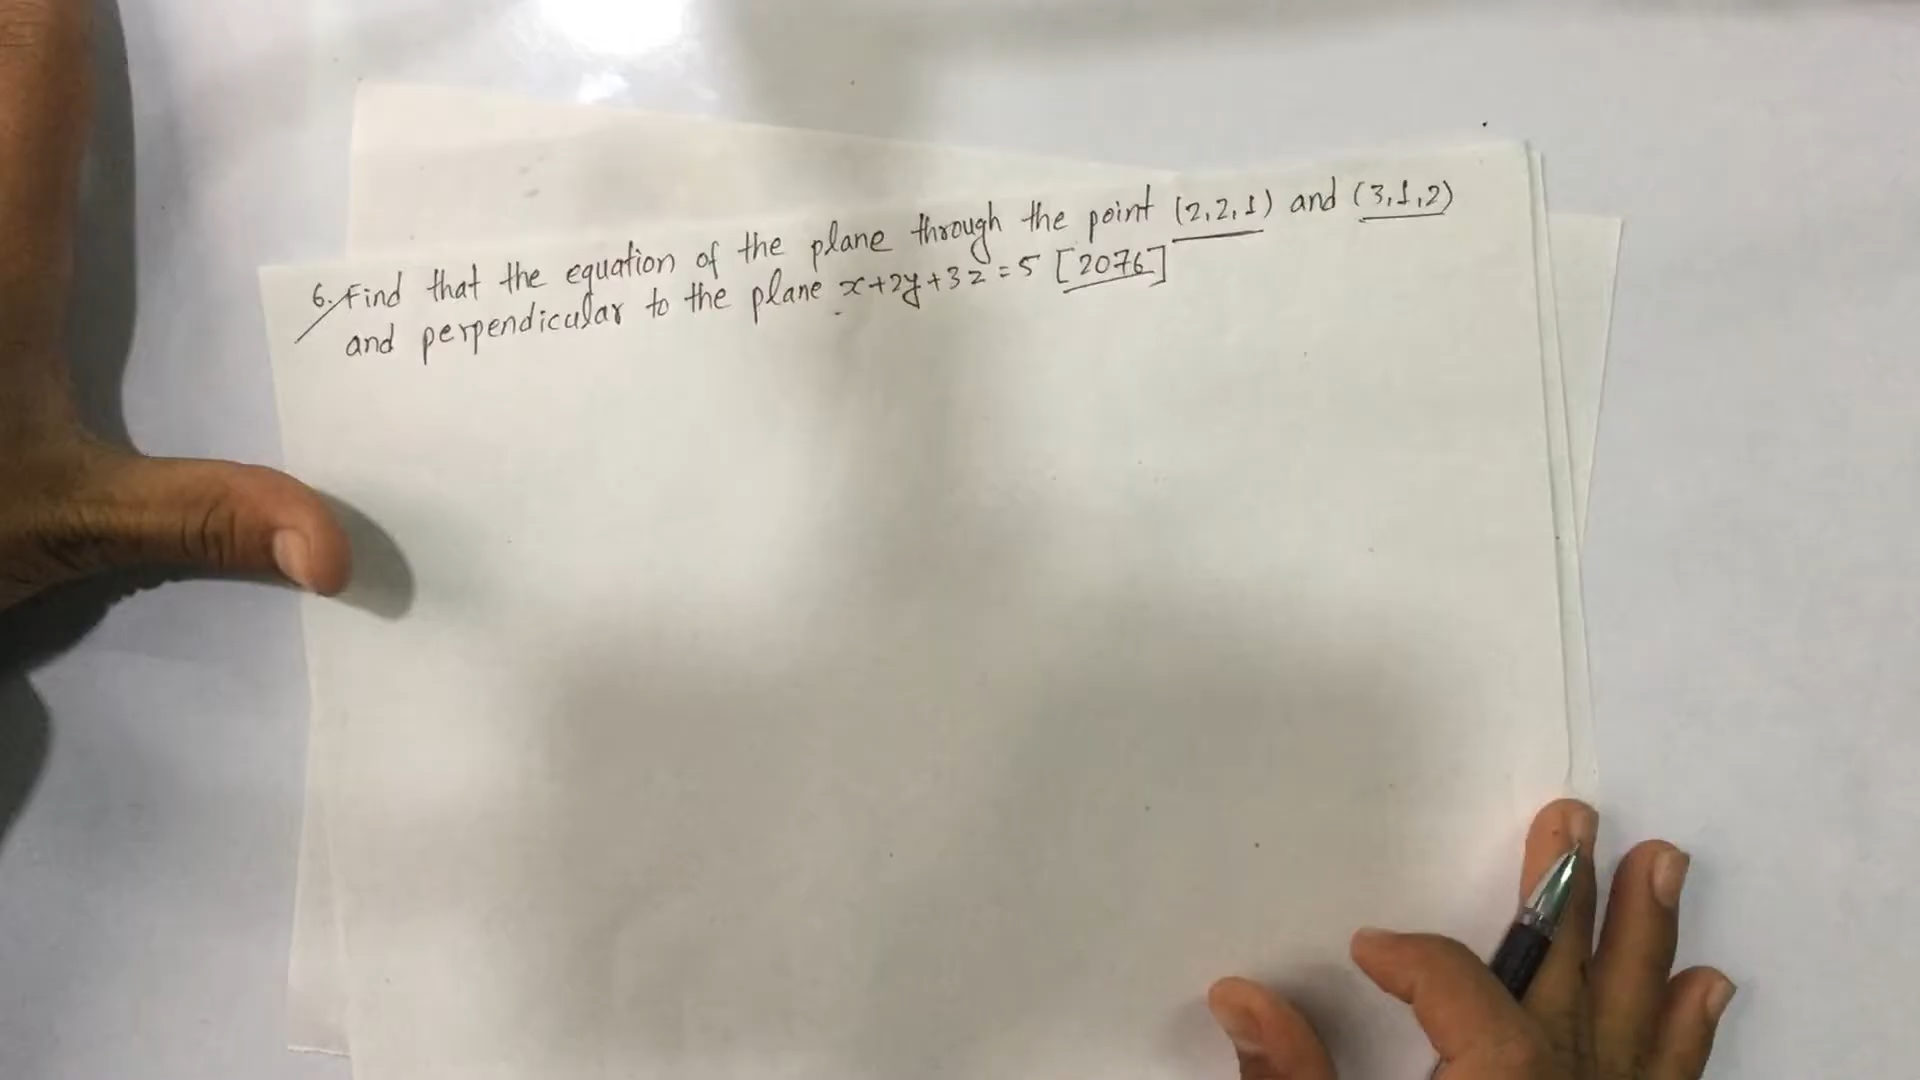 6. Find that the equation of the plane through the point (2,2,1) and (3,1,2)
and perpendicular to the plane x+2y+3z=5 [2076]